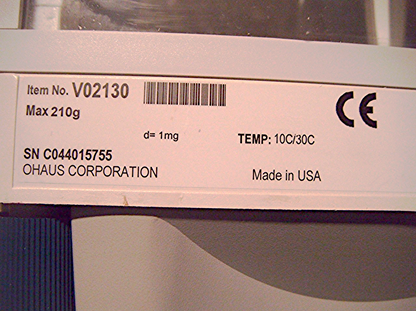 Item No. V02130
CE
Max 210g
d= 1mg
TEMP: 10C/30C
SN C044015755
OHAUS CORPORATION
Made in USA